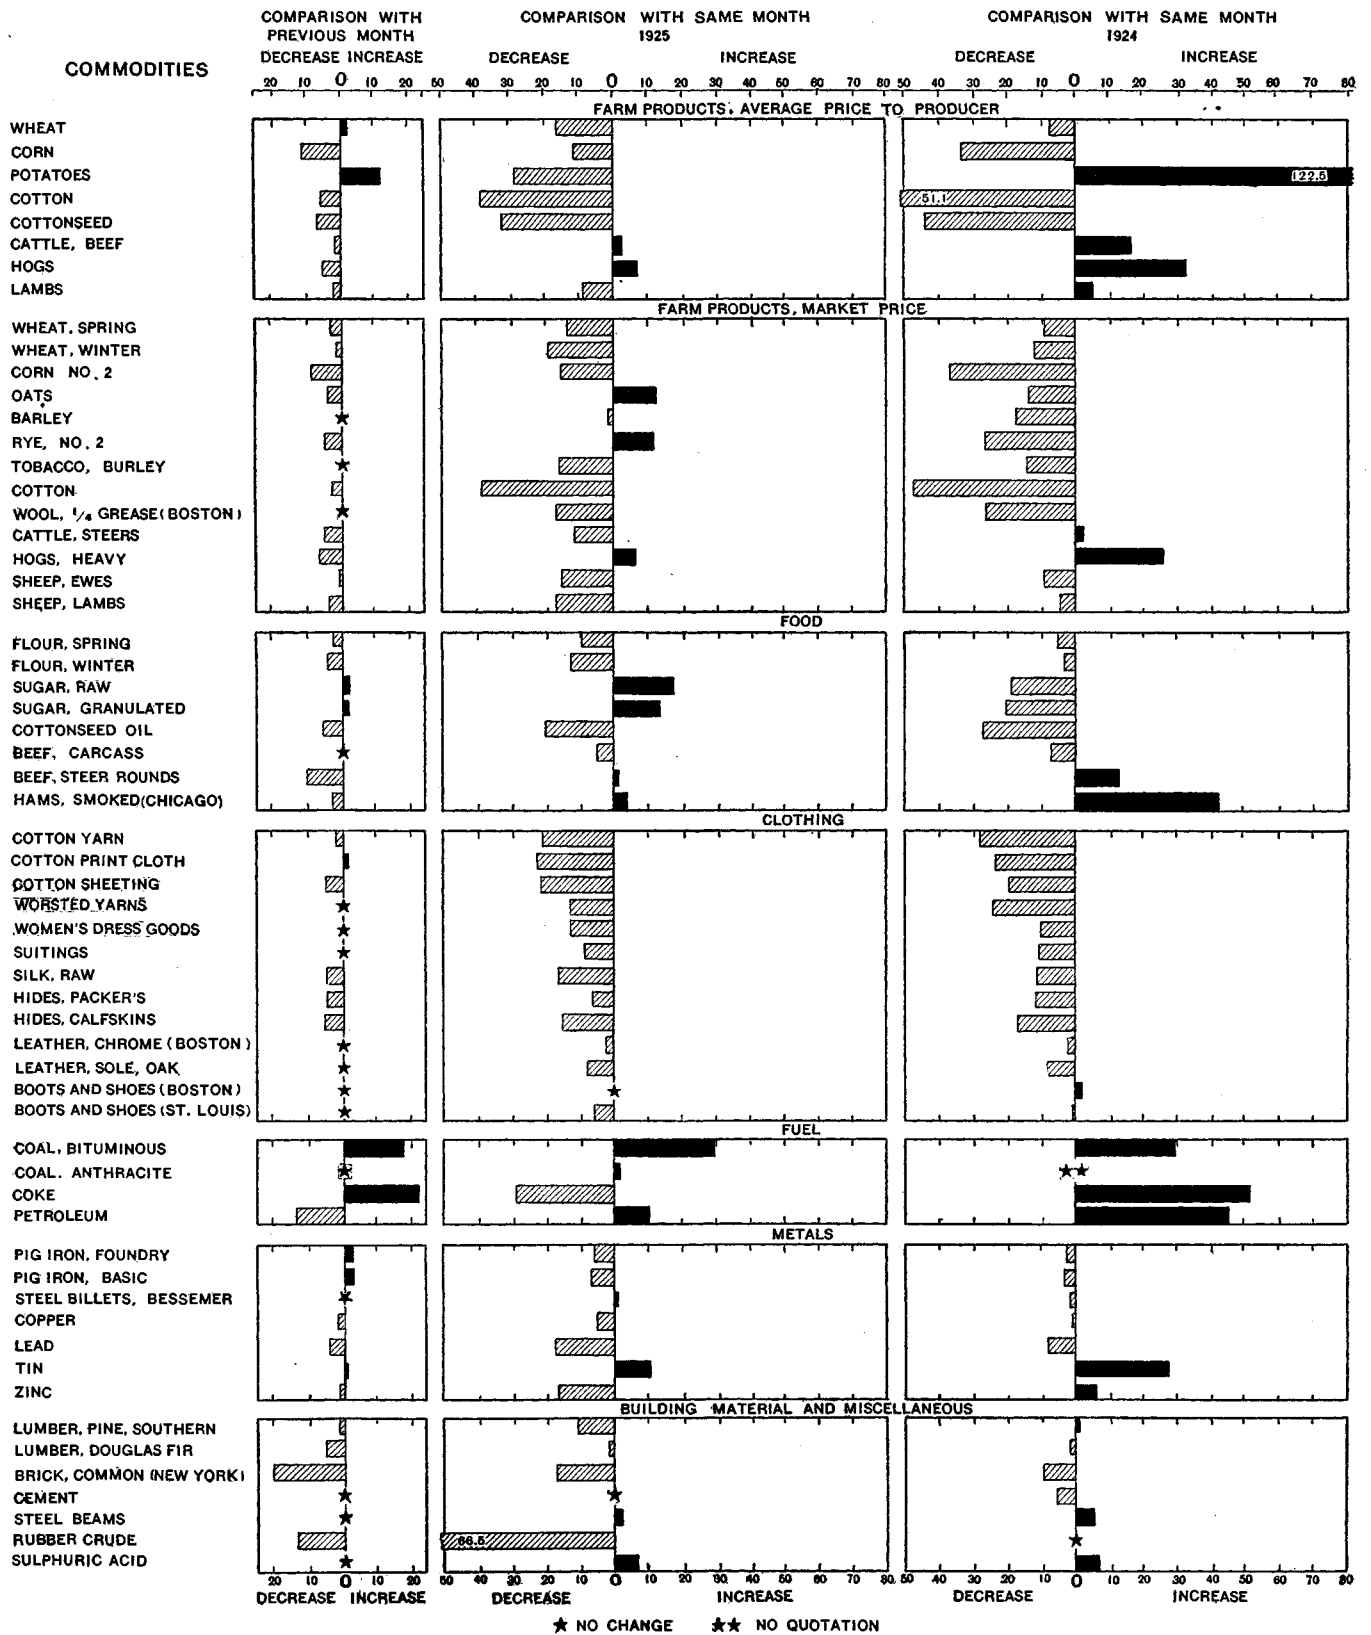 COMPARISON WITH
PREVIOUS MONTH
COMPARISON WITH SAME MONTH
1925
COMPARISON WITH SAME MONTH
1924
COMMODITIES
DECREASE INCREASE
DECREASE INCREASE
DECREASE INCREASE
20 10 0 10 20
50 40 30 20 10 0 10 20 30 40 50 60 70 80
50 40 30 20 10 0 10 20 30 40 50 60 70 80
FARM PRODUCTS, AVERAGE PRICE TO PRODUCER
WHEAT
CORN
POTATOES 122.5
COTTON 51.1
COTTONSEED
CATTLE, BEEF
HOGS
LAMBS
FARM PRODUCTS, MARKET PRICE
WHEAT, SPRING
WHEAT, WINTER
CORN NO. 2
OATS
BARLEY
RYE, NO. 2
TOBACCO, BURLEY
COTTON
WOOL, 1/4 GREASE (BOSTON)
CATTLE, STEERS
HOGS, HEAVY
SHEEP, EWES
SHEEP, LAMBS
FOOD
FLOUR, SPRING
FLOUR, WINTER
SUGAR, RAW
SUGAR, GRANULATED
COTTONSEED OIL
BEEF, CARCASS
BEEF, STEER ROUNDS
HAMS, SMOKED (CHICAGO)
CLOTHING
COTTON YARN
COTTON PRINT CLOTH
COTTON SHEETING
WORSTED YARNS
WOMEN'S DRESS GOODS
SUITINGS
SILK, RAW
HIDES, PACKER'S
HIDES, CALFSKINS
LEATHER, CHROME (BOSTON)
LEATHER, SOLE, OAK
BOOTS AND SHOES (BOSTON)
BOOTS AND SHOES (ST. LOUIS)
FUEL
COAL, BITUMINOUS
COAL. ANTHRACITE
COKE
PETROLEUM
METALS
PIG IRON, FOUNDRY
PIG IRON, BASIC
STEEL BILLETS, BESSEMER
COPPER
LEAD
TIN
ZINC
BUILDING MATERIAL AND MISCELLANEOUS
LUMBER, PINE, SOUTHERN
LUMBER, DOUGLAS FIR
BRICK, COMMON (NEW YORK)
CEMENT
STEEL BEAMS
RUBBER CRUDE 66.5
SULPHURIC ACID
20 10 0 10 20
50 40 30 20 10 0 10 20 30 40 50 60 70 80
50 40 30 20 10 0 10 20 30 40 50 60 70 80
DECREASE INCREASE
DECREASE INCREASE
DECREASE INCREASE
★ NO CHANGE ★★ NO QUOTATION